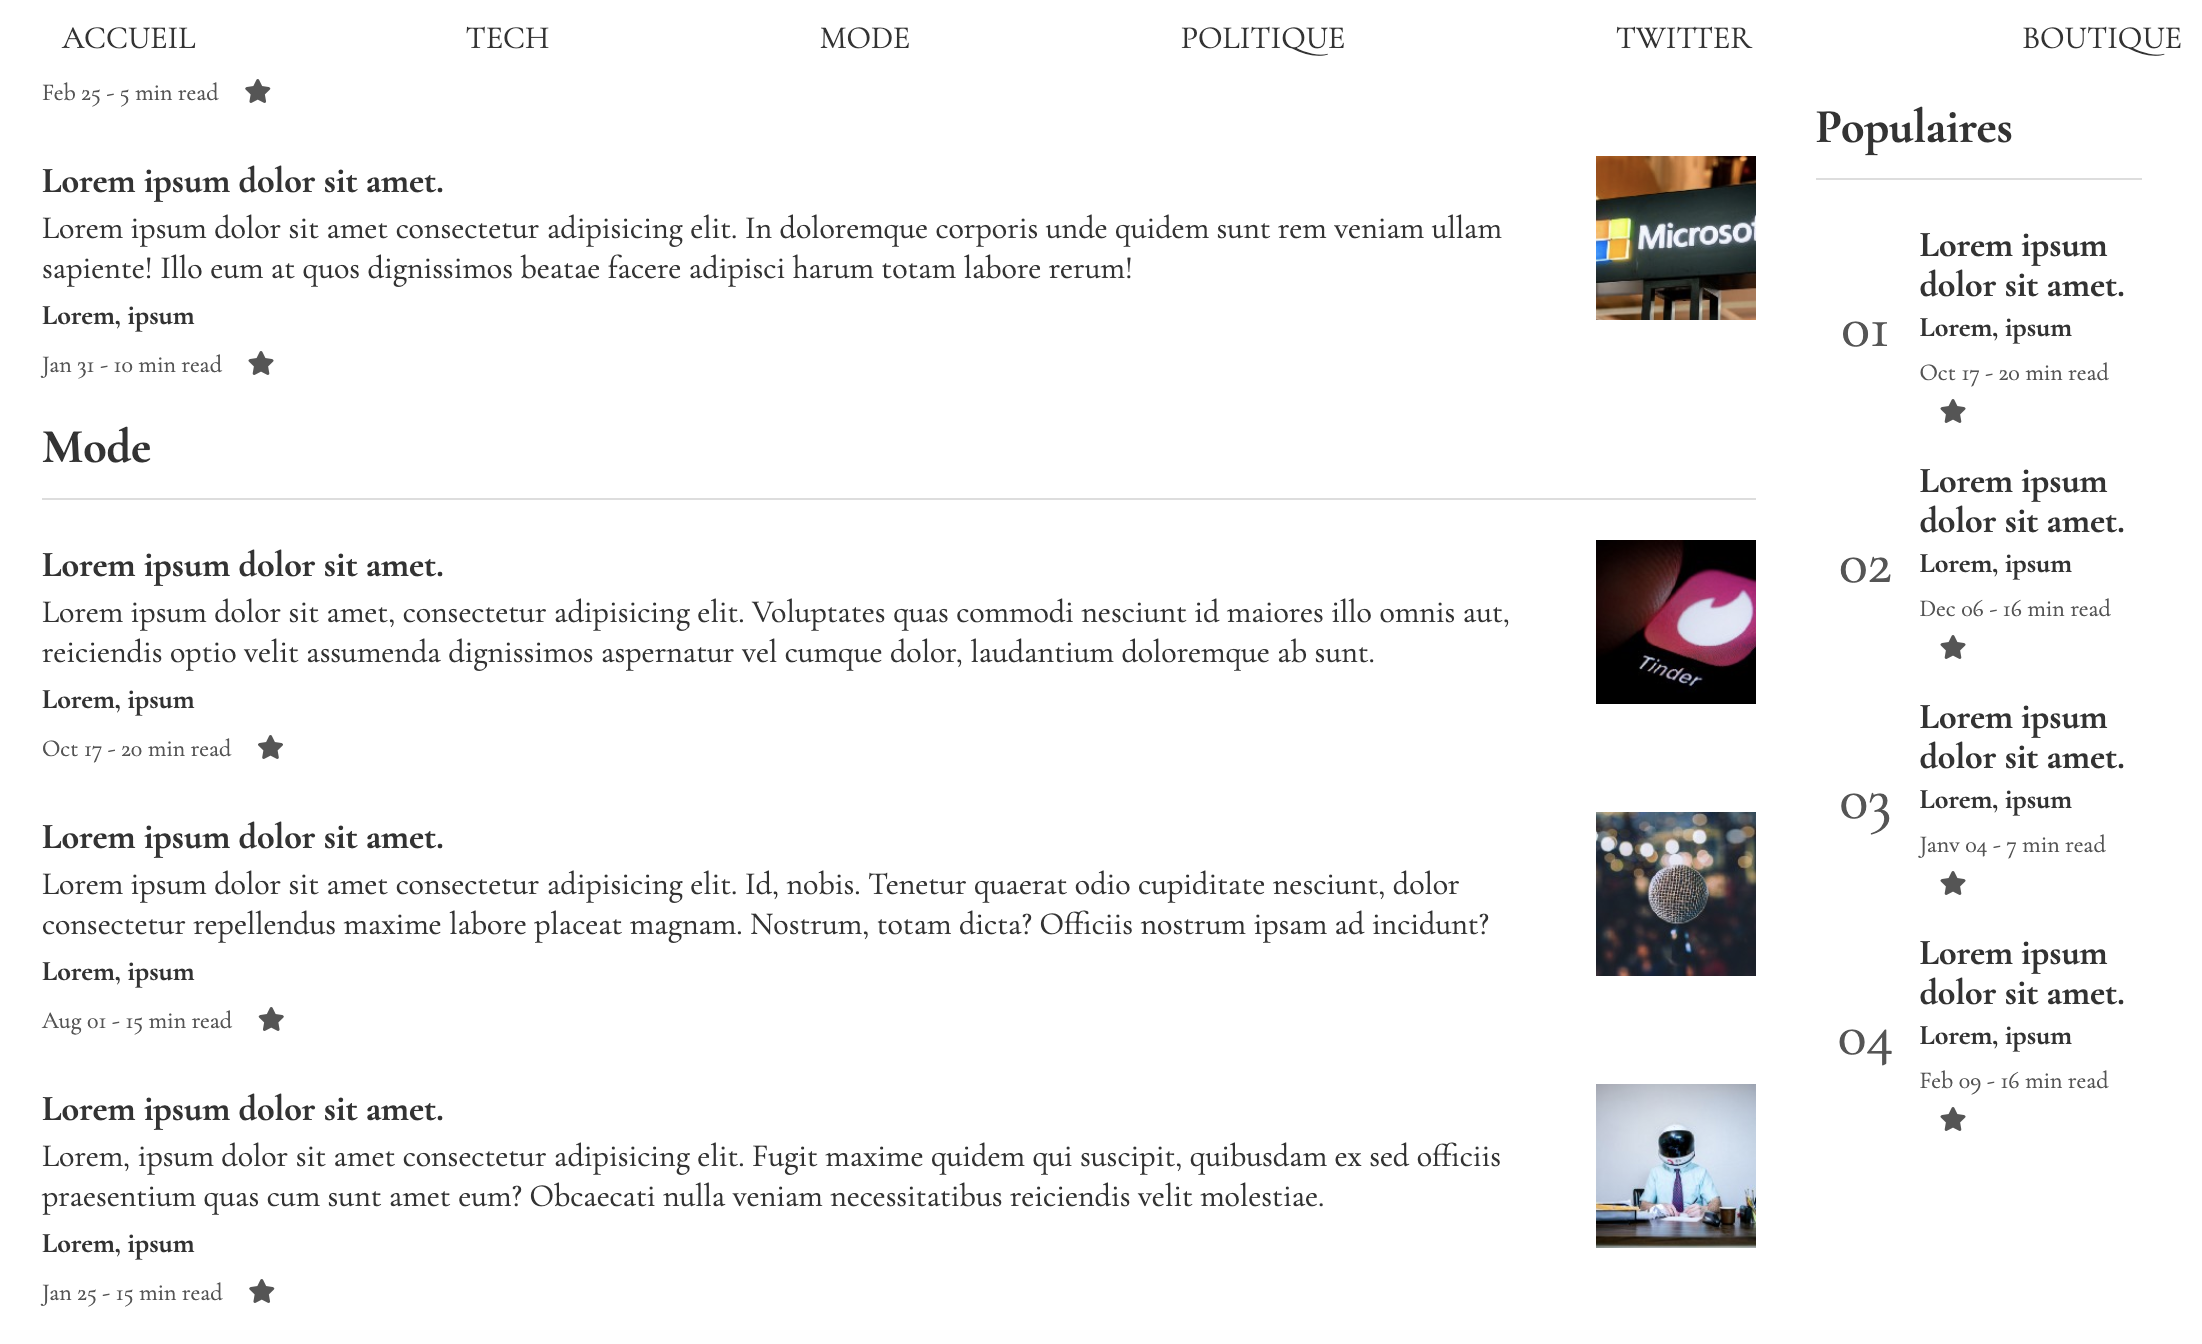 ACCUEIL TECH MODE POLITIQUE TWITTER BOUTIQUE
Feb 25 - 5 min read
Lorem ipsum dolor sit amet.
Lorem ipsum dolor sit amet consectetur adipisicing elit. In doloremque corporis unde quidem sunt rem veniam ullam
sapiente! Illo eum at quos dignissimos beatae facere adipisci harum totam labore rerum!
Lorem, ipsum
Jan 31 - 10 min read
Microsof
Mode
Lorem ipsum dolor sit amet.
Lorem ipsum dolor sit amet, consectetur adipisicing elit. Voluptates quas commodi nesciunt id maiores illo omnis aut,
reiciendis optio velit assumenda dignissimos aspernatur vel cumque dolor, laudantium doloremque ab sunt.
Lorem, ipsum
Oct 17 - 20 min read
Tinder
Lorem ipsum dolor sit amet.
Lorem ipsum dolor sit amet consectetur adipisicing elit. Id, nobis. Tenetur quaerat odio cupiditate nesciunt, dolor
consectetur repellendus maxime labore placeat magnam. Nostrum, totam dicta? Officiis nostrum ipsam ad incidunt?
Lorem, ipsum
Aug 01 - 15 min read
Lorem ipsum dolor sit amet.
Lorem, ipsum dolor sit amet consectetur adipisicing elit. Fugit maxime quidem qui suscipit, quibusdam ex sed officiis
praesentium quas cum sunt amet eum? Obcaecati nulla veniam necessitatibus reiciendis velit molestiae.
Lorem, ipsum
Jan 25 - 15 min read
Populaires
01
Lorem ipsum
dolor sit amet.
Lorem, ipsum
Oct 17 - 20 min read
02
Lorem ipsum
dolor sit amet.
Lorem, ipsum
Dec 06 - 16 min read
03
Lorem ipsum
dolor sit amet.
Lorem, ipsum
Janv 04 - 7 min read
04
Lorem ipsum
dolor sit amet.
Lorem, ipsum
Feb 09 - 16 min read